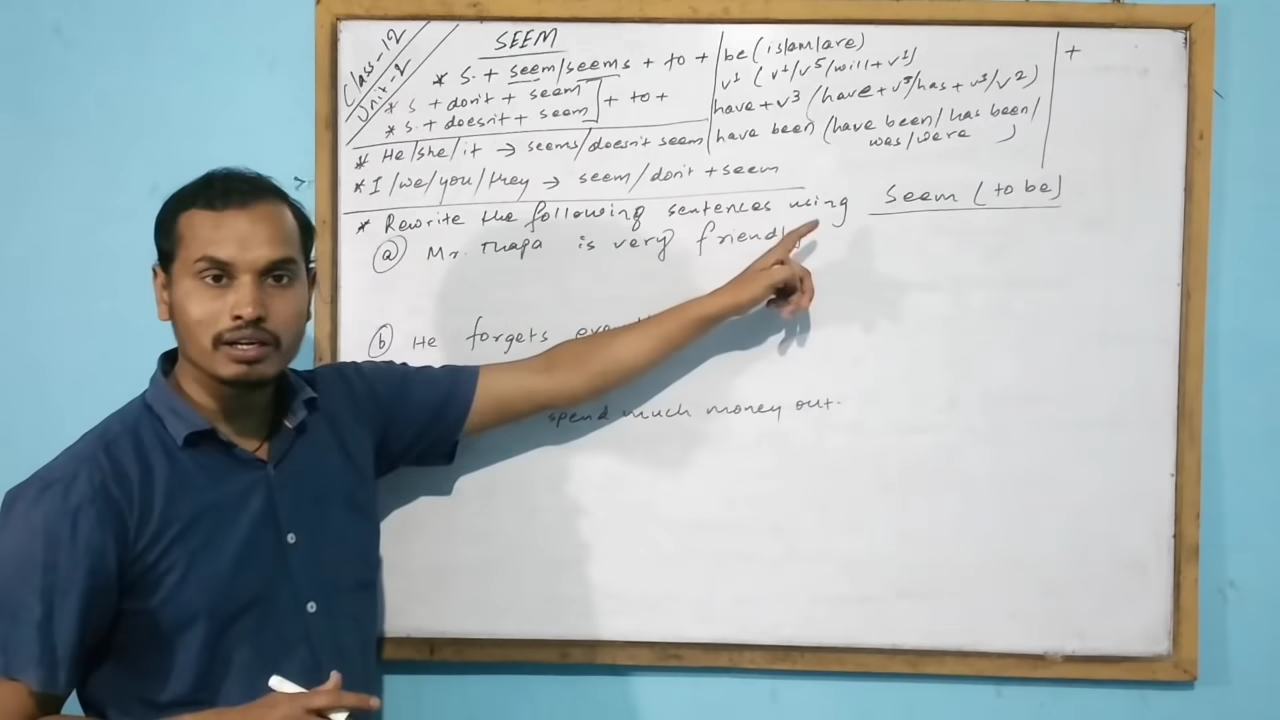 Class-12
Unit-2
SEEM
* S. + seem/seems + to +
* S + don't + seem
* S. + doesn't + seem
+ to +
be (is/am/are)
v1 (v1/v5/will+v1)
have + v3 (have+v3/has+v3/v2)
have been (have been/has been/
was/were )
+
* He/she/it → seems/doesn't seem
* I/we/you/they → seem/don't + seem
* Rewrite the following sentences using seem (to be)
(a) Mr. Thapa is very
(b) He forgets
spend much money out.